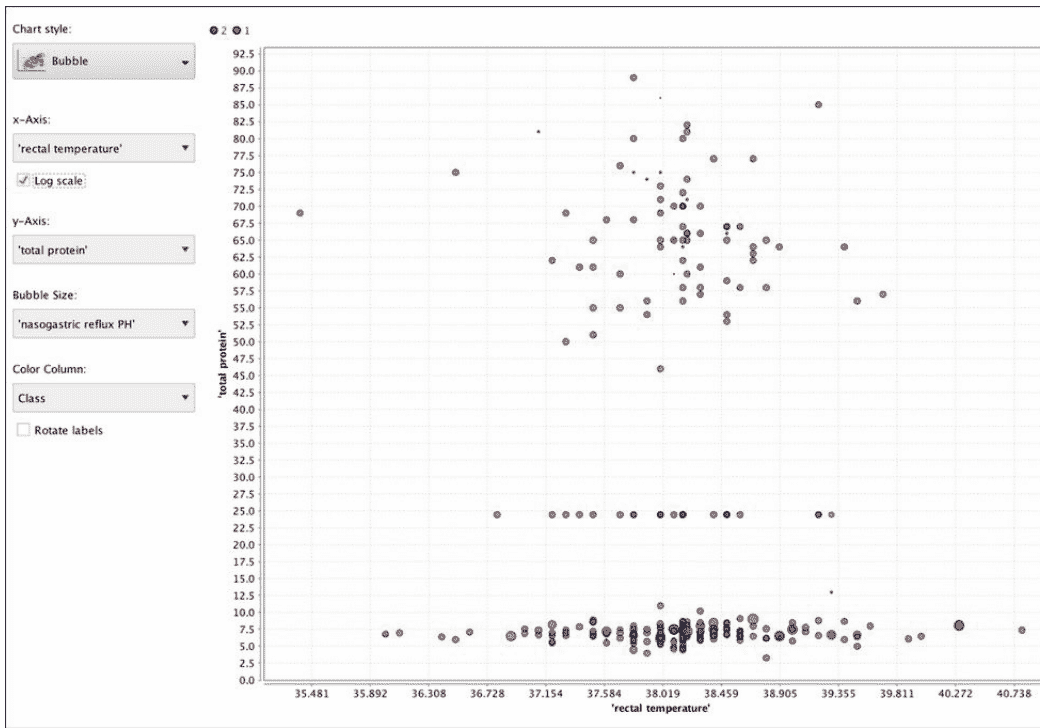 Chart style:
Bubble
x-Axis:
'rectal temperature'
Log scale
y-Axis:
'total protein'
Bubble Size:
'nasogastric reflux PH'
Color Column:
Class
Rotate labels
2 1
92.5
90.0
87.5
85.0
82.5
80.0
77.5
75.0
72.5
70.0
67.5
65.0
62.5
60.0
57.5
55.0
52.5
50.0
47.5
45.0
42.5
40.0
37.5
35.0
32.5
30.0
27.5
25.0
22.5
20.0
17.5
15.0
12.5
10.0
7.5
5.0
2.5
0.0
'total protein'
35.481 35.892 36.308 36.728 37.154 37.584 38.019 38.459 38.905 39.355 39.811 40.272 40.738
'rectal temperature'